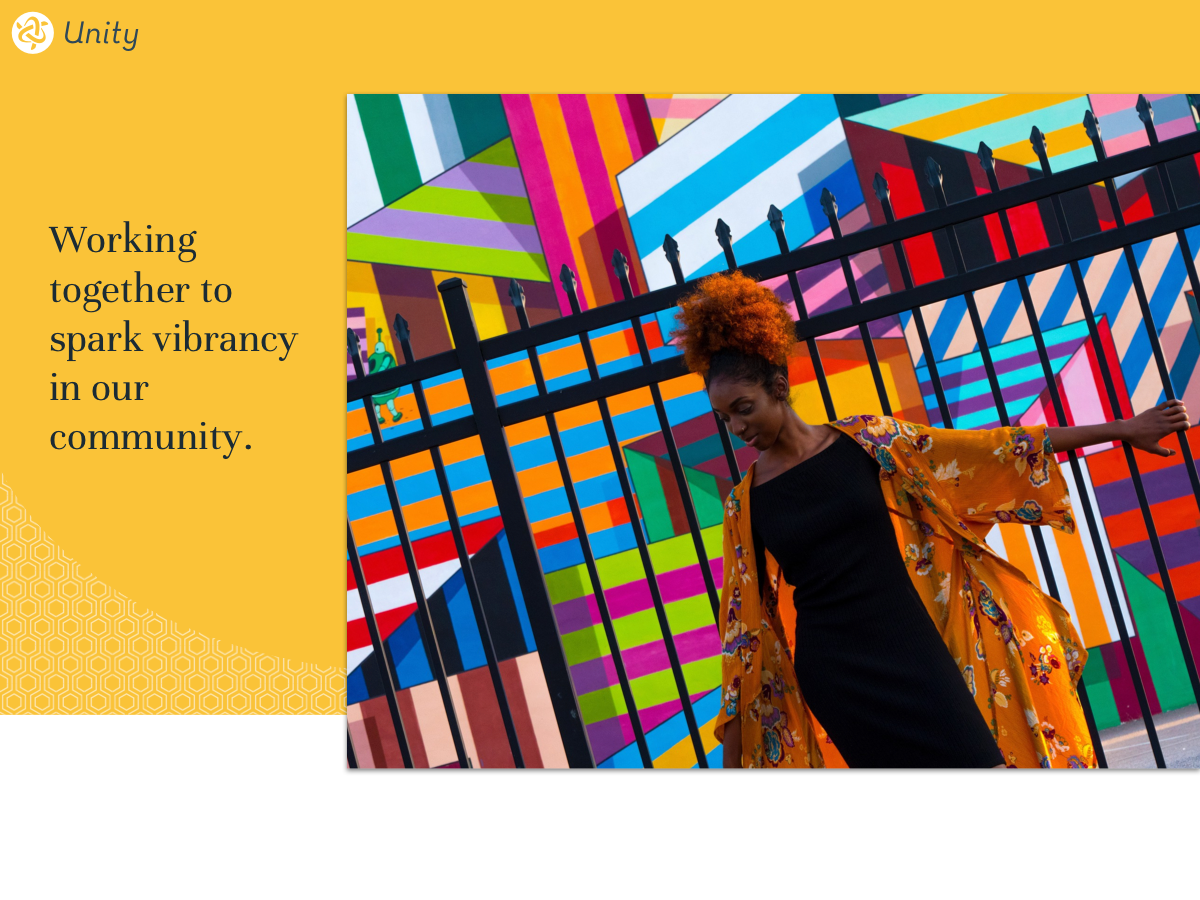 Unity
Working
together to
spark vibrancy
in our
community.